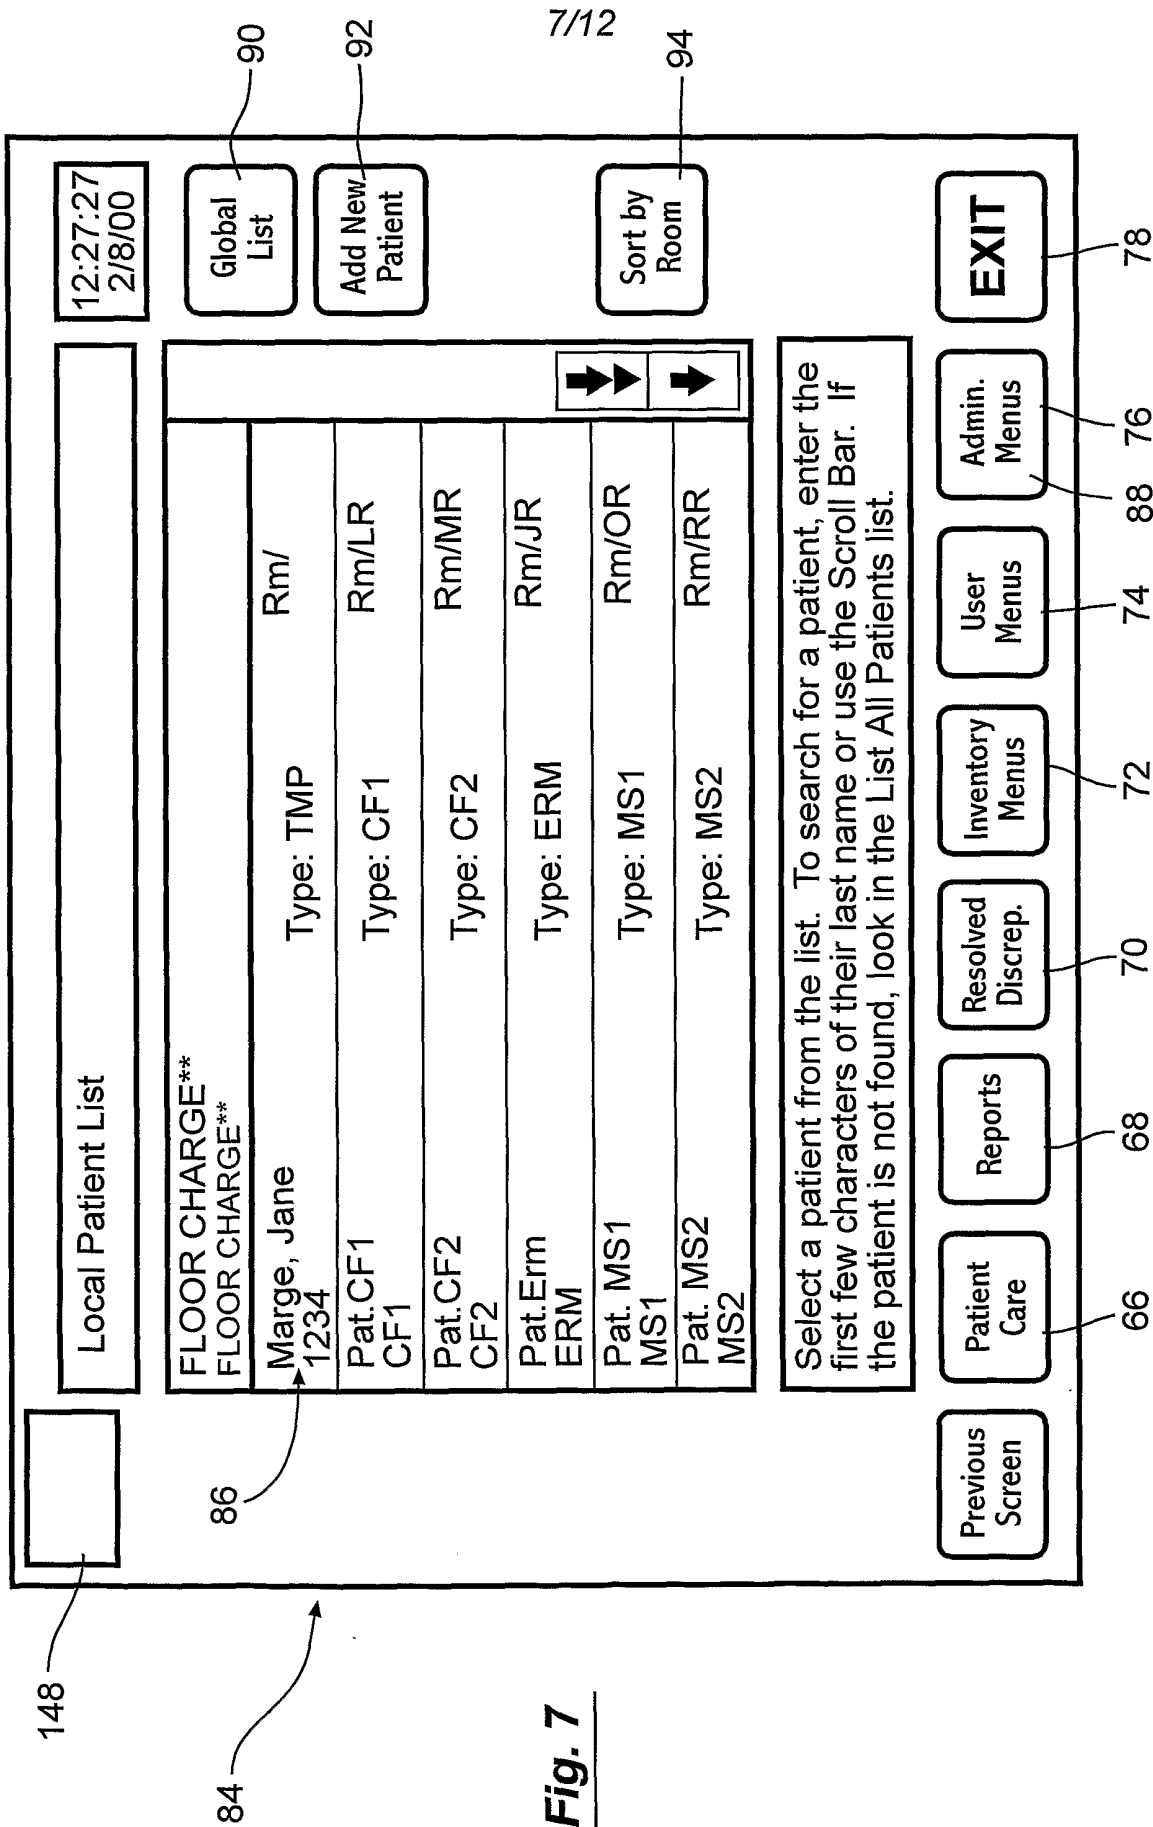 7/12
148
84
Fig. 7
Local Patient List
12:27:27
2/8/00
90
92
94
86
Global
List
Add New
Patient
Sort by
Room
FLOOR CHARGE**
FLOOR CHARGE**
Marge, Jane Type: TMP Rm/
1234
Pat.CF1 Type: CF1 Rm/LR
CF1
Pat.CF2 Type: CF2 Rm/MR
CF2
Pat.Erm Type: ERM Rm/JR
ERM
Pat. MS1 Type: MS1 Rm/OR
MS1
Pat. MS2 Type: MS2 Rm/RR
MS2
Select a patient from the list. To search for a patient, enter the
first few characters of their last name or use the Scroll Bar. If
the patient is not found, look in the List All Patients list.
Previous
Screen
Patient
Care
Reports
Resolved
Discrep.
Inventory
Menus
User
Menus
Admin.
Menus
EXIT
66
68
70
72
74
88
76
78